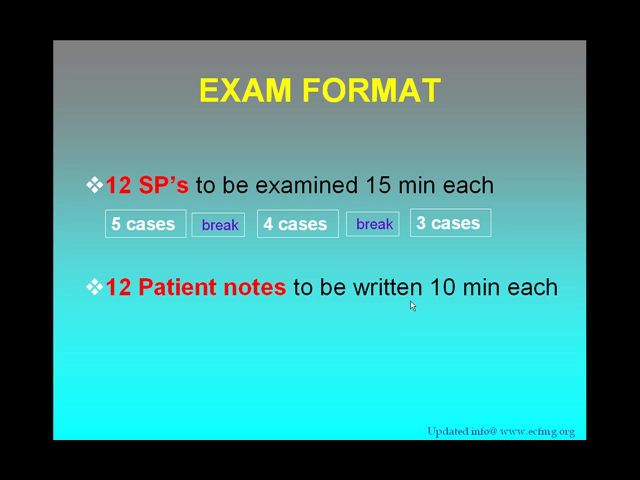 EXAM FORMAT
12 SP's to be examined 15 min each
5 cases break 4 cases break 3 cases
12 Patient notes to be written 10 min each
Updated info@ www.ecfmg.org